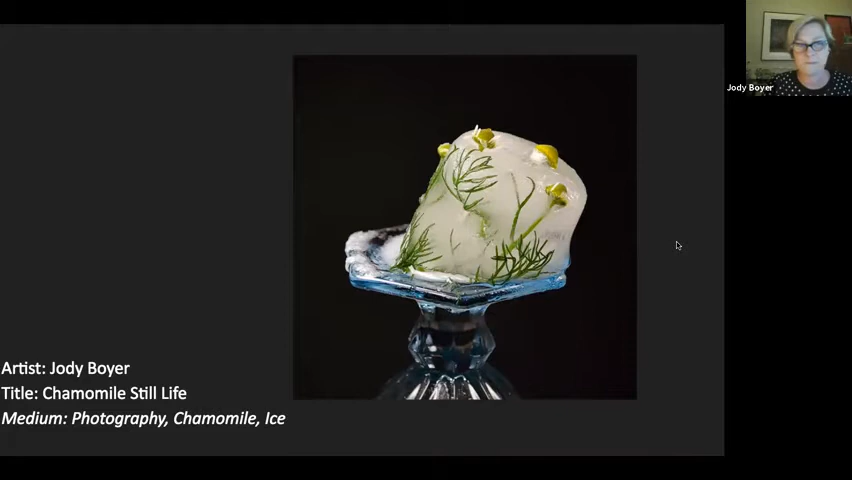 Jody Boyer
Artist: Jody Boyer
Title: Chamomile Still Life
Medium: Photography, Chamomile, Ice